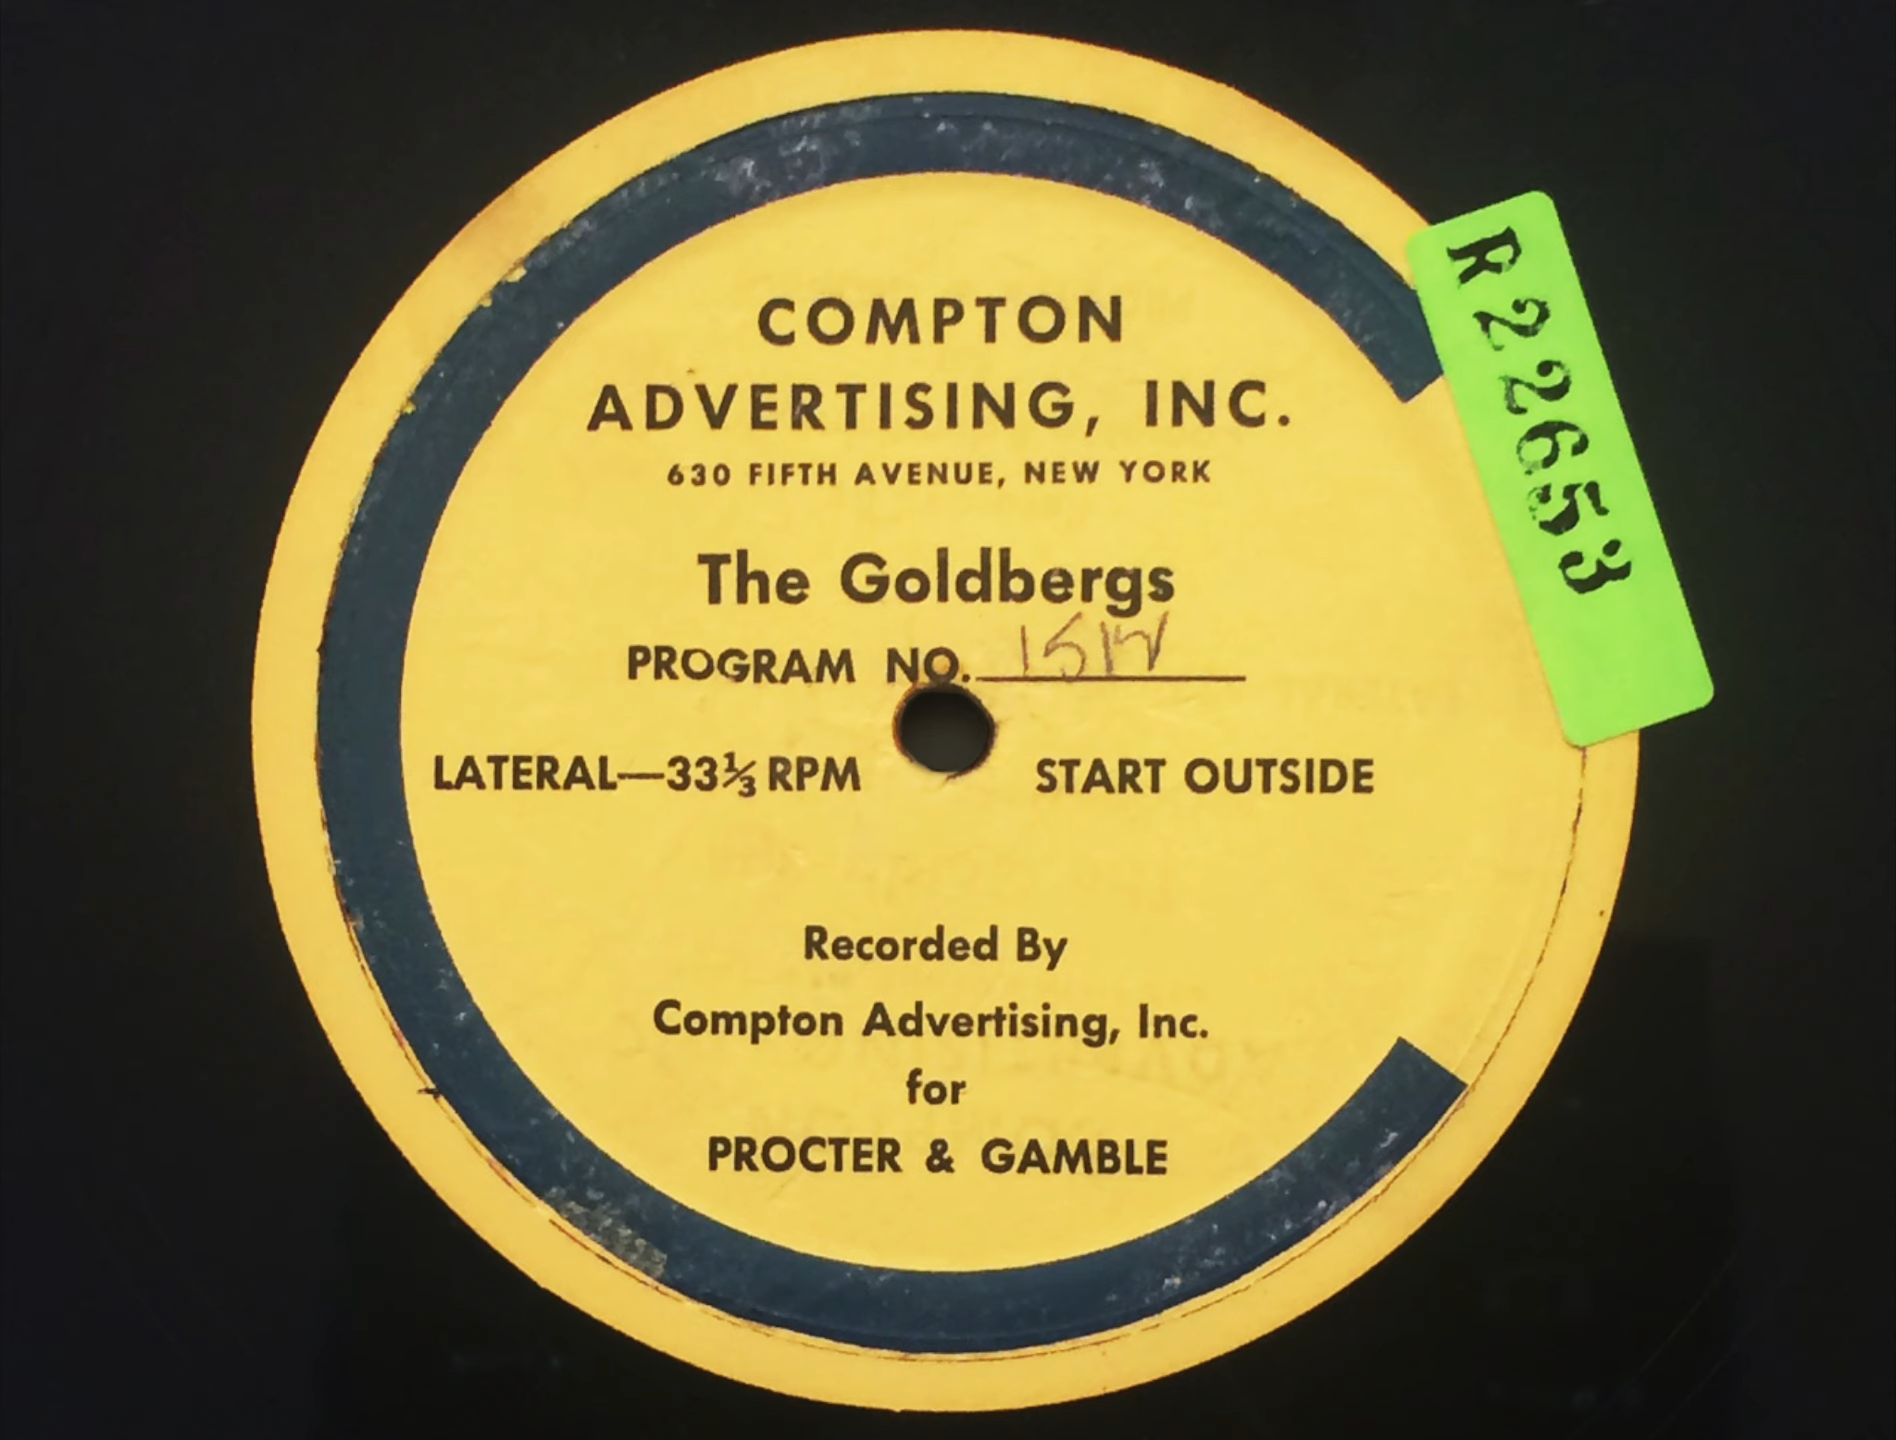 COMPTON
ADVERTISING, INC.
630 FIFTH AVENUE, NEW YORK
The Goldbergs
PROGRAM NO.
LATERAL—33⅓ RPM START OUTSIDE
Recorded By
Compton Advertising, Inc.
for
PROCTER & GAMBLE
R22653